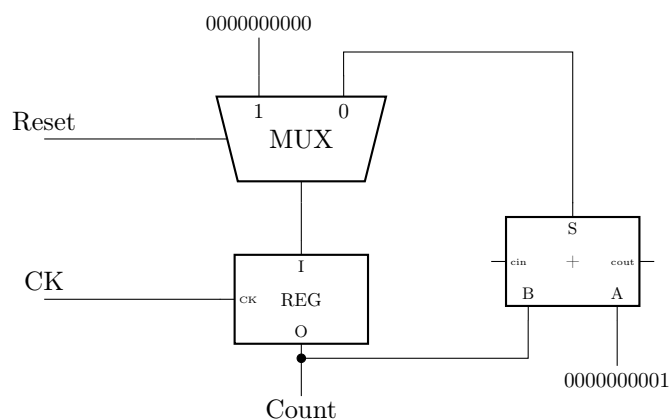 0000000000
1 0
Reset
MUX
S
cin + cout
B A
I
CK
CK REG
O
0000000001
Count